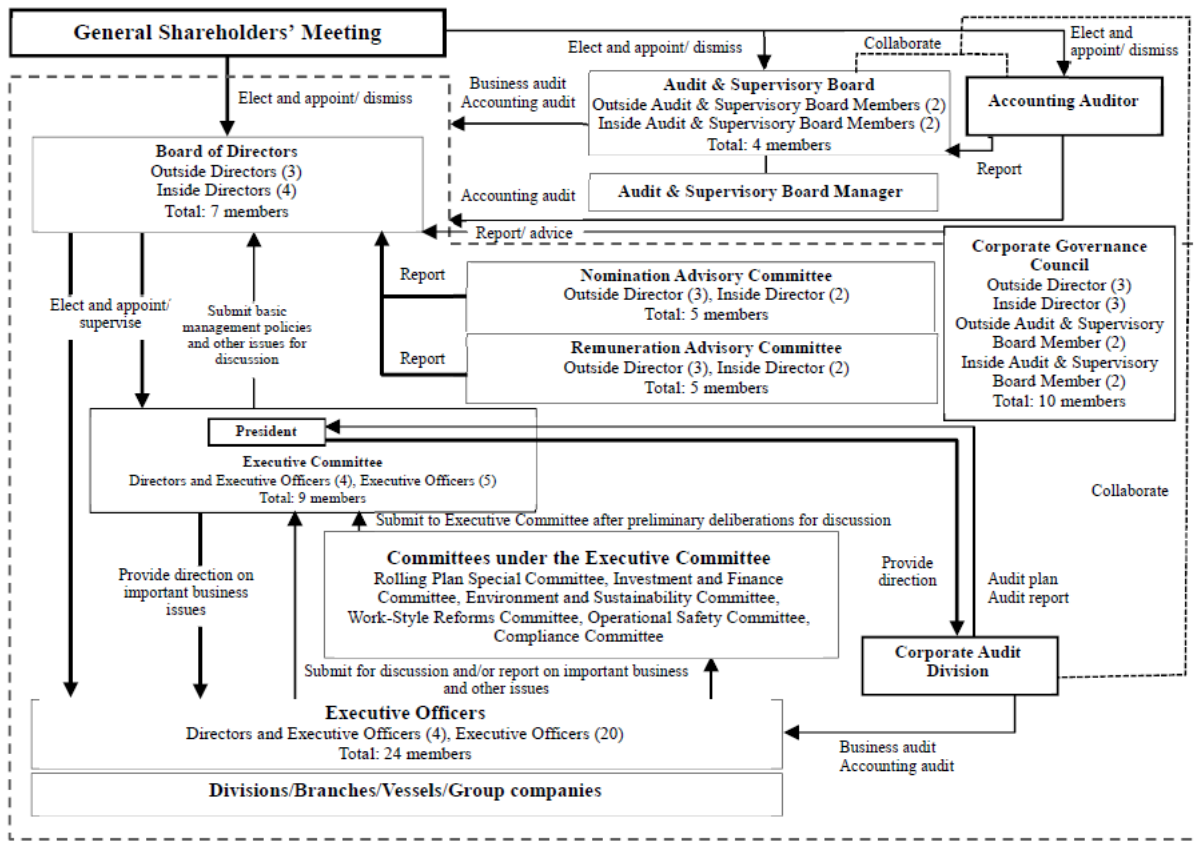 General Shareholders' Meeting
Elect and appoint/ dismiss
Collaborate
Elect and
appoint/ dismiss
Elect and appoint/ dismiss
Business audit
Accounting audit
Audit & Supervisory Board
Outside Audit & Supervisory Board Members (2)
Inside Audit & Supervisory Board Members (2)
Total: 4 members
Accounting Auditor
Report
Board of Directors
Outside Directors (3)
Inside Directors (4)
Total: 7 members
Accounting audit
Audit & Supervisory Board Manager
Report/ advice
Corporate Governance
Council
Outside Director (3)
Inside Director (3)
Outside Audit & Supervisory
Board Member (2)
Inside Audit & Supervisory
Board Member (2)
Total: 10 members
Report
Nomination Advisory Committee
Outside Director (3), Inside Director (2)
Total: 5 members
Report
Remuneration Advisory Committee
Outside Director (3), Inside Director (2)
Total: 5 members
Elect and appoint/
supervise
Submit basic
management policies
and other issues for
discussion
President
Executive Committee
Directors and Executive Officers (4), Executive Officers (5)
Total: 9 members
Collaborate
Submit to Executive Committee after preliminary deliberations for discussion
Committees under the Executive Committee
Rolling Plan Special Committee, Investment and Finance
Committee, Environment and Sustainability Committee,
Work-Style Reforms Committee, Operational Safety Committee,
Compliance Committee
Provide direction on
important business
issues
Provide
direction
Audit plan
Audit report
Corporate Audit
Division
Submit for discussion and/or report on important business
and other issues
Executive Officers
Directors and Executive Officers (4), Executive Officers (20)
Total: 24 members
Business audit
Accounting audit
Divisions/Branches/Vessels/Group companies